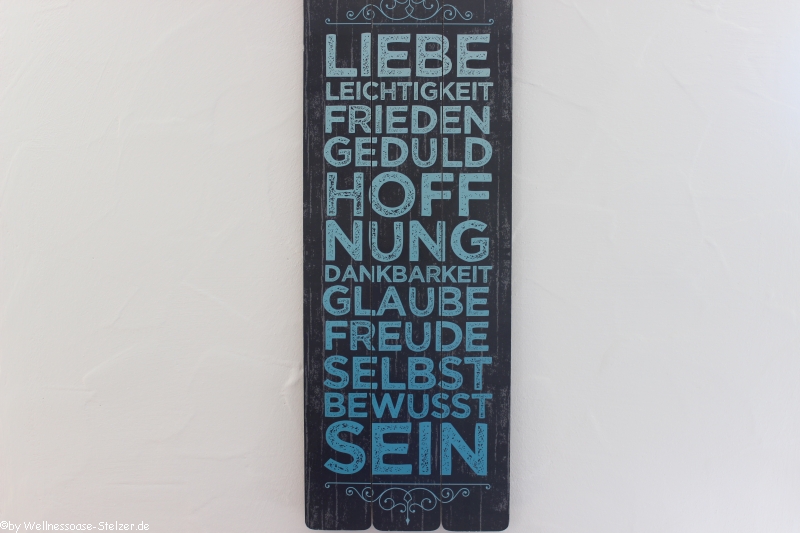 LIEBE
LEICHTIGKEIT
FRIEDEN
GEDULD
HOFF
NUNG
DANKBARKEIT
GLAUBE
FREUDE
SELBST
BEWUSST
SEIN
©by Wellnessoase-Stelzer.de